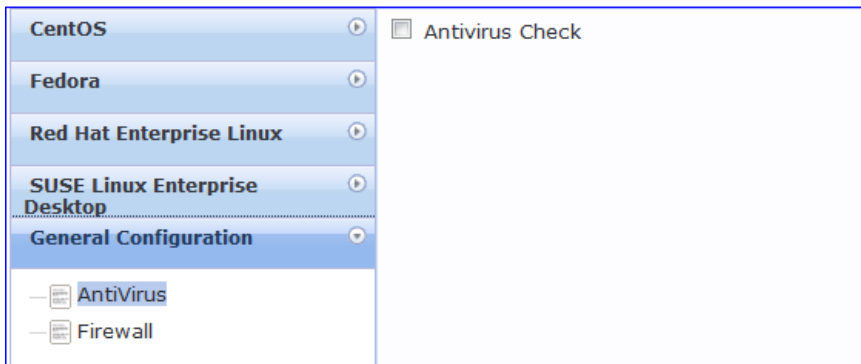 CentOS
Antivirus Check
Fedora
Red Hat Enterprise Linux
SUSE Linux Enterprise
Desktop
General Configuration
AntiVirus
Firewall